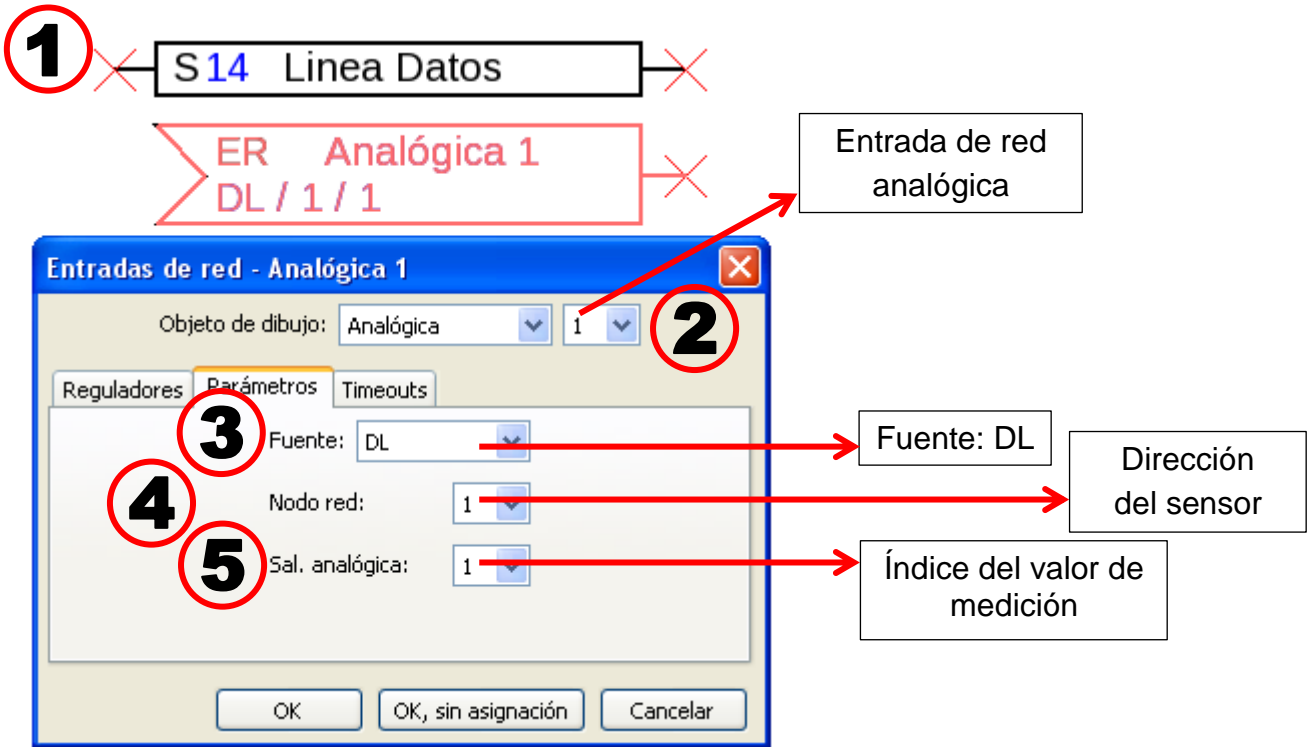 1
S14 Linea Datos
ER Analógica 1
DL / 1 / 1
Entrada de red
analógica
Entradas de red - Analógica 1
Objeto de dibujo: Analógica 1
2
Reguladores Parámetros Timeouts
3 Fuente: DL
Fuente: DL
4 Nodo red: 1
Dirección
del sensor
5 Sal. analógica: 1
Índice del valor de
medición
OK OK, sin asignación Cancelar